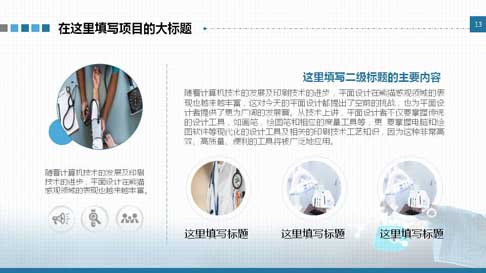 在这里填写项目的大标题
13
这里填写二级标题的主要内容
随着计算机技术的发展及印刷技术的进步，平面设计在熊猫感观领域的表
现也越来越丰富，这对今天的平面设计都提出了空前的挑战，也为平面设
计者提供了更为广阔的发展算。从技术上讲，平面设计者不仅要掌握传统
的设计工具，如画笔，绘图笔和相应的度量工具等，更 要掌握电脑和绘
图软件等现代化的设计工具及相关的印刷技术工艺知识，因为这种非常高
效、高质量、便利的工具将被广泛地应用。
随着计算机技术的发展及印刷
技术的进步，平面设计在熊猫
感观领域的表现也越来越丰富，
这里填写标题
这里填写标题
这里填写标题